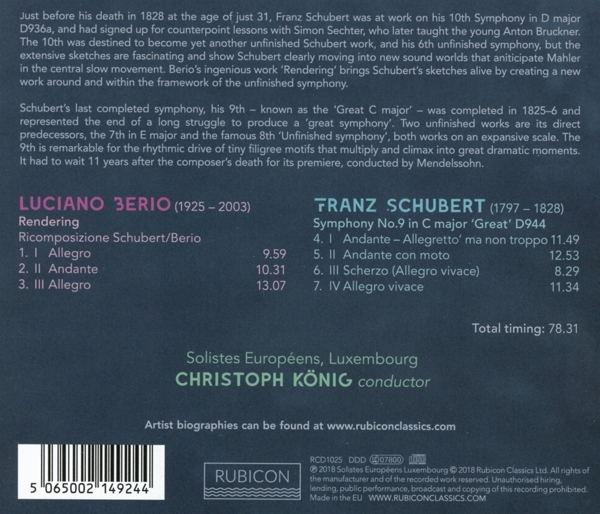 Just before his death in 1828 at the age of just 31, Franz Schubert was at work on his 10th Symphony in D major
D936a, and had signed up for counterpoint lessons with Simon Sechter, who later taught the young Anton Bruckner.
The 10th was destined to become yet another unfinished Schubert work, and his 6th unfinished symphony, but the
extensive sketches are fascinating and show Schubert clearly moving into new sound worlds that aniticipate Mahler
in the central slow movement. Berio's ingenious work 'Rendering' brings Schubert's sketches alive by creating a new
work around and within the framework of the unfinished symphony.
Schubert's last completed symphony, his 9th – known as the 'Great C major' – was completed in 1825–6 and
represented the end of a long struggle to produce a 'great symphony'. Two unfinished works are its direct
predecessors, the 7th in E major and the famous 8th 'Unfinished symphony', both works on an expansive scale. The
9th is remarkable for the rhythmic drive of tiny filigree motifs that multiply and climax into great dramatic moments.
It had to wait 11 years after the composer's death for its premiere, conducted by Mendelssohn.
LUCIANO BERIO (1925 – 2003)
Rendering
Ricomposizione Schubert/Berio
1. I Allegro 9.59
2. II Andante 10.31
3. III Allegro 13.07
FRANZ SCHUBERT (1797 – 1828)
Symphony No.9 in C major 'Great' D944
4. I Andante – Allegretto' ma non troppo 11.49
5. II Andante con moto 12.53
6. III Scherzo (Allegro vivace) 8.29
7. IV Allegro vivace 11.34
Total timing: 78.31
Solistes Européens, Luxembourg
CHRISTOPH KÖNIG conductor
Artist biographies can be found at www.rubiconclassics.com
5 065002 149244
RUBICON
RCD1025 DDD LC 07800
℗ 2018 Solistes Européens Luxembourg © 2018 Rubicon Classics Ltd. All rights of
the manufacturer and of the recorded work reserved. Unauthorised hiring,
lending, public performance, broadcast and copying of this recording prohibited.
Made in the EU WWW.RUBICONCLASSICS.COM